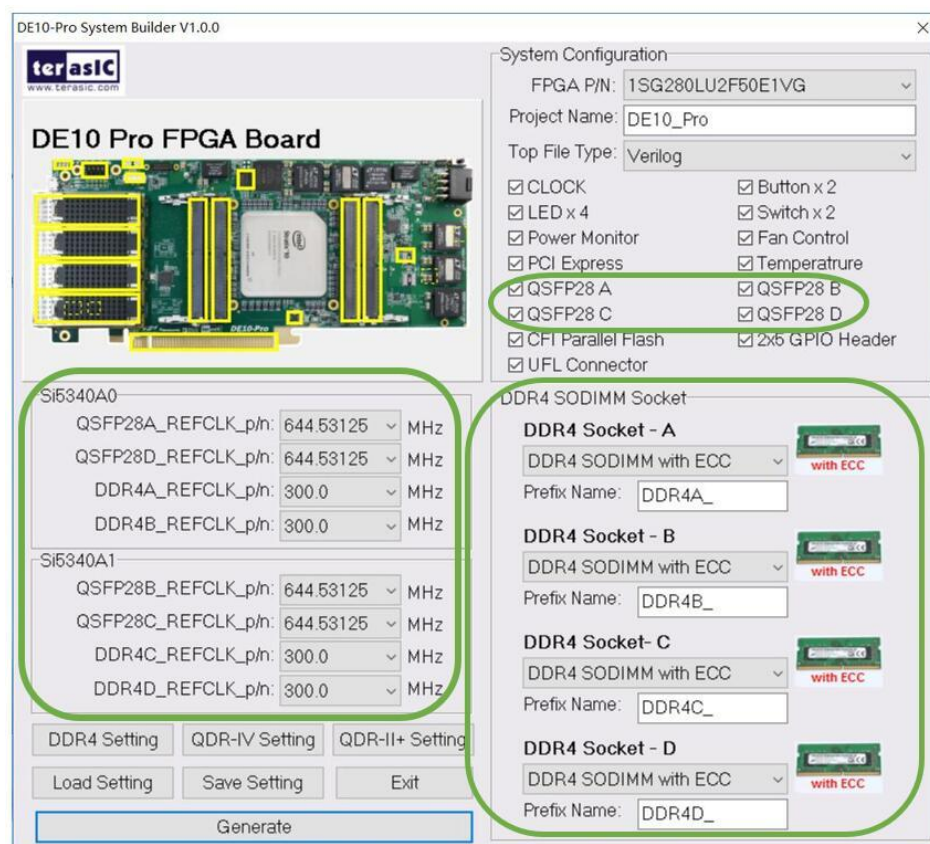 DE10-Pro System Builder V1.0.0
terasIC
www.terasic.com
DE10 Pro FPGA Board
DE10-Pro
System Configuration
FPGA P/N: 1SG280LU2F50E1VG
Project Name: DE10_Pro
Top File Type: Verilog
CLOCK
Button x 2
LED x 4
Switch x 2
Power Monitor
Fan Control
PCI Express
Temperatrure
QSFP28 A
QSFP28 B
QSFP28 C
QSFP28 D
CFI Parallel Flash
2x5 GPIO Header
UFL Connector
Si5340A0
QSFP28A_REFCLK_p/n: 644.53125 MHz
QSFP28D_REFCLK_p/n: 644.53125 MHz
DDR4A_REFCLK_p/n: 300.0 MHz
DDR4B_REFCLK_p/n: 300.0 MHz
Si5340A1
QSFP28B_REFCLK_p/n: 644.53125 MHz
QSFP28C_REFCLK_p/n: 644.53125 MHz
DDR4C_REFCLK_p/n: 300.0 MHz
DDR4D_REFCLK_p/n: 300.0 MHz
DDR4 Setting
QDR-IV Setting
QDR-II+ Setting
Load Setting
Save Setting
Exit
Generate
DDR4 SODIMM Socket
DDR4 Socket - A
DDR4 SODIMM with ECC
with ECC
Prefix Name: DDR4A_
DDR4 Socket - B
DDR4 SODIMM with ECC
with ECC
Prefix Name: DDR4B_
DDR4 Socket- C
DDR4 SODIMM with ECC
with ECC
Prefix Name: DDR4C_
DDR4 Socket - D
DDR4 SODIMM with ECC
with ECC
Prefix Name: DDR4D_